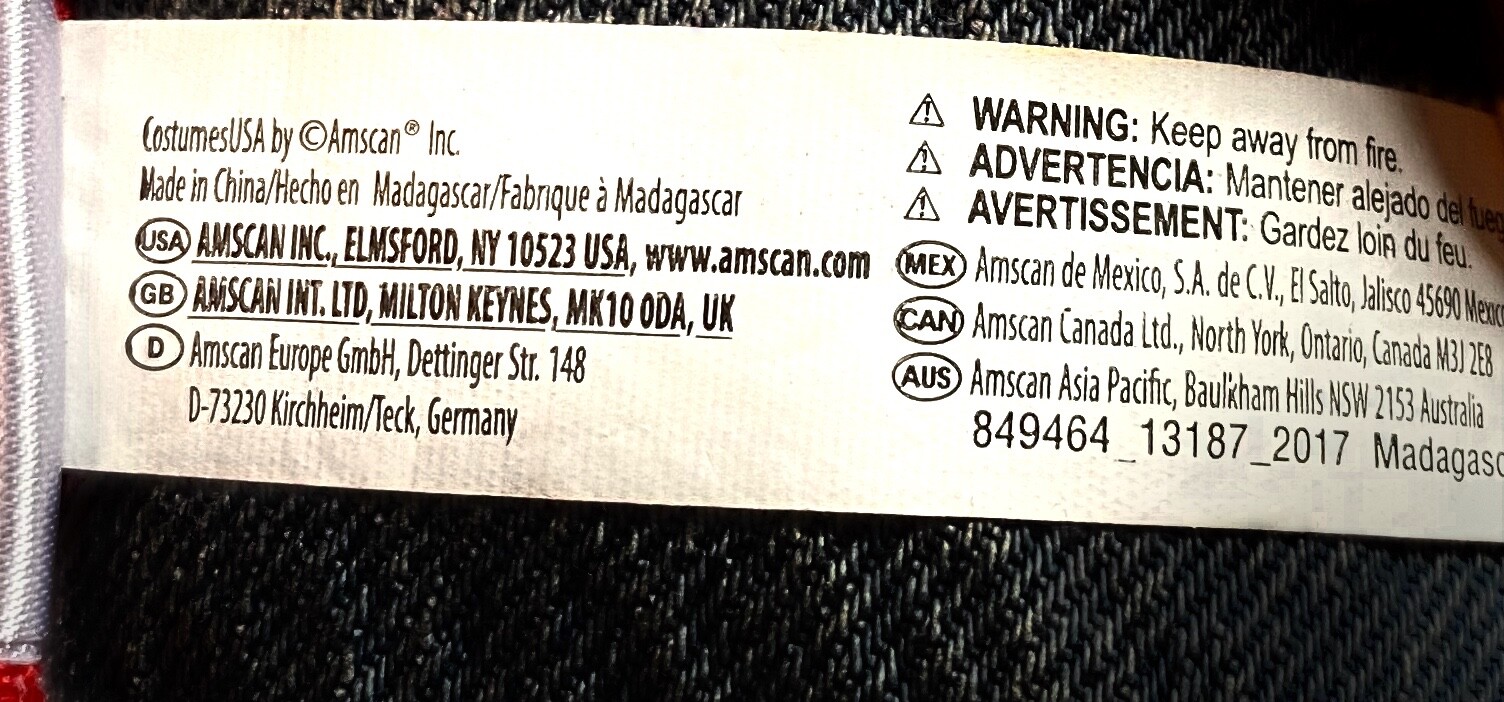 CostumesUSA by ©Amscan® Inc.
Made in China/Hecho en Madagascar/Fabrique à Madagascar
USA AMSCAN INC., ELMSFORD, NY 10523 USA, www.amscan.com
GB AMSCAN INT. LTD, MILTON KEYNES, MK10 0DA, UK
D Amscan Europe GmbH, Dettinger Str. 148
D-73230 Kirchheim/Teck, Germany
⚠ WARNING: Keep away from fire.
⚠ ADVERTENCIA: Mantener alejado del
⚠ AVERTISSEMENT: Gardez loin du feu.
MEX Amscan de Mexico, S.A. de C.V., El Salto, Jalisco 45690
CAN Amscan Canada Ltd., North York, Ontario, Canada M3J 2E8
AUS Amscan Asia Pacific, Baulkham Hills NSW 2153 Australia
849464_13187_2017